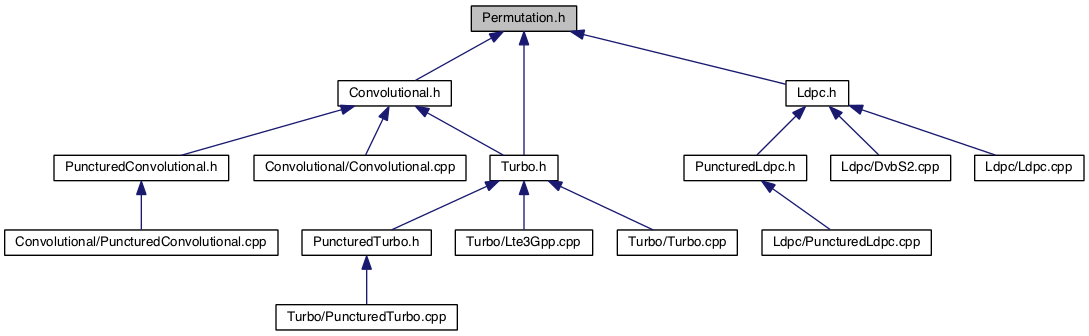 Permutation.h
Convolutional.h
Ldpc.h
PuncturedConvolutional.h
Convolutional/Convolutional.cpp
Turbo.h
PuncturedLdpc.h
Ldpc/DvbS2.cpp
Ldpc/Ldpc.cpp
Convolutional/PuncturedConvolutional.cpp
PuncturedTurbo.h
Turbo/Lte3Gpp.cpp
Turbo/Turbo.cpp
Ldpc/PuncturedLdpc.cpp
Turbo/PuncturedTurbo.cpp